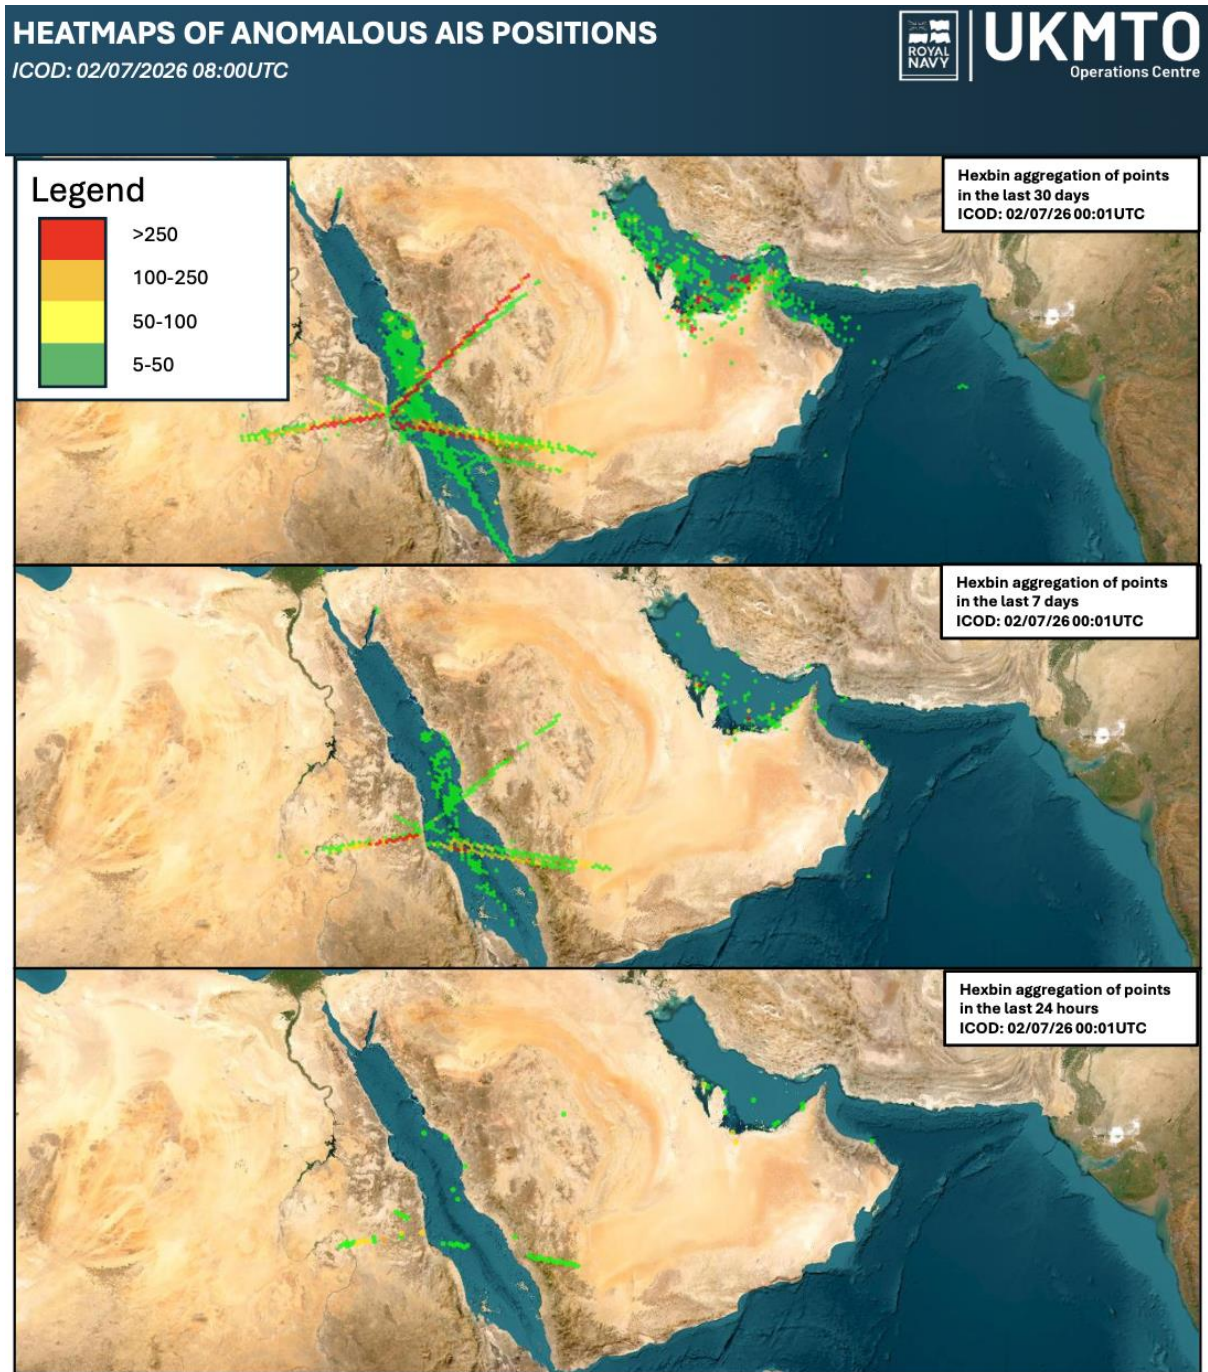 HEATMAPS OF ANOMALOUS AIS POSITIONS
ICOD: 02/07/2026 08:00UTC
ROYAL
NAVY
UKMTO
Operations Centre
Legend
>250
100-250
50-100
5-50
Hexbin aggregation of points
in the last 30 days
ICOD: 02/07/26 00:01UTC
Hexbin aggregation of points
in the last 7 days
ICOD: 02/07/26 00:01UTC
Hexbin aggregation of points
in the last 24 hours
ICOD: 02/07/26 00:01UTC